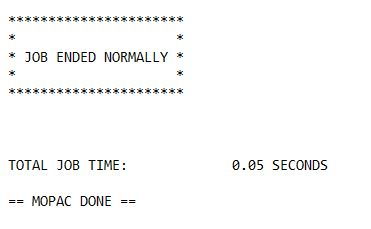 **********************
*                    *
* JOB ENDED NORMALLY *
*                    *
**********************
TOTAL JOB TIME:             0.05 SECONDS
== MOPAC DONE ==